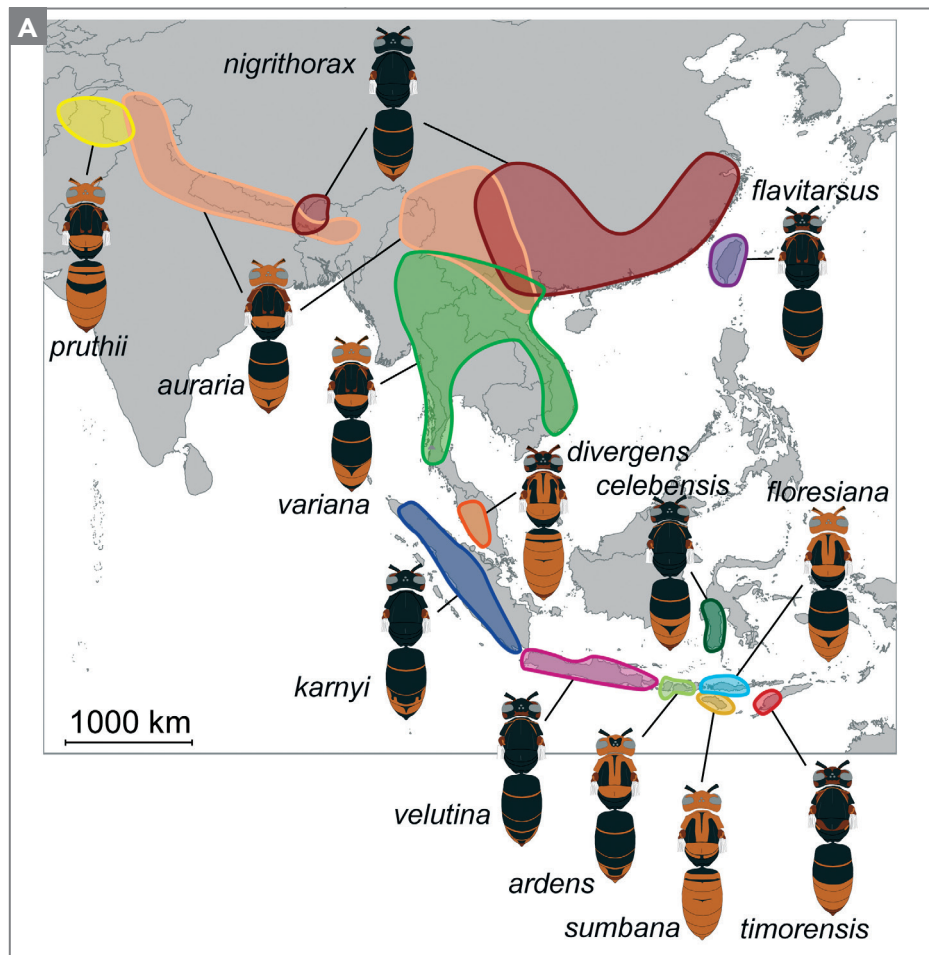 A
nigrithorax
flavitarsus
pruthii
auraria
variana
divergens
celebensis
floresiana
karnyi
1000 km
velutina
ardens
sumbana
timorensis